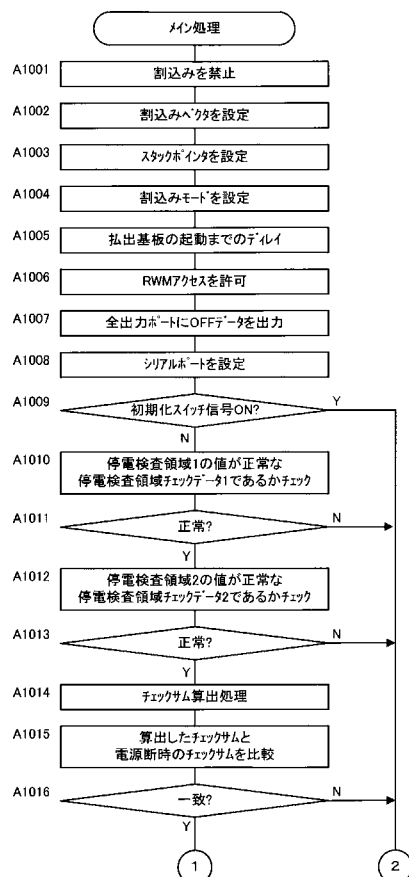 メイン処理
A1001
割込みを禁止
A1002
割込みベクタを設定
A1003
スタックポインタを設定
A1004
割込みモードを設定
A1005
払出基板の起動までのディレイ
A1006
RWMアクセスを許可
A1007
全出力ポートにOFFデータを出力
A1008
シリアルポートを設定
A1009
初期化スイッチ信号ON?
Y
N
A1010
停電検査領域1の値が正常な
停電検査領域チェックデータ1であるかチェック
A1011
正常?
N
Y
A1012
停電検査領域2の値が正常な
停電検査領域チェックデータ2であるかチェック
A1013
正常?
N
Y
A1014
チェックサム算出処理
A1015
算出したチェックサムと
電源断時のチェックサムを比較
A1016
一致?
N
Y
1
2